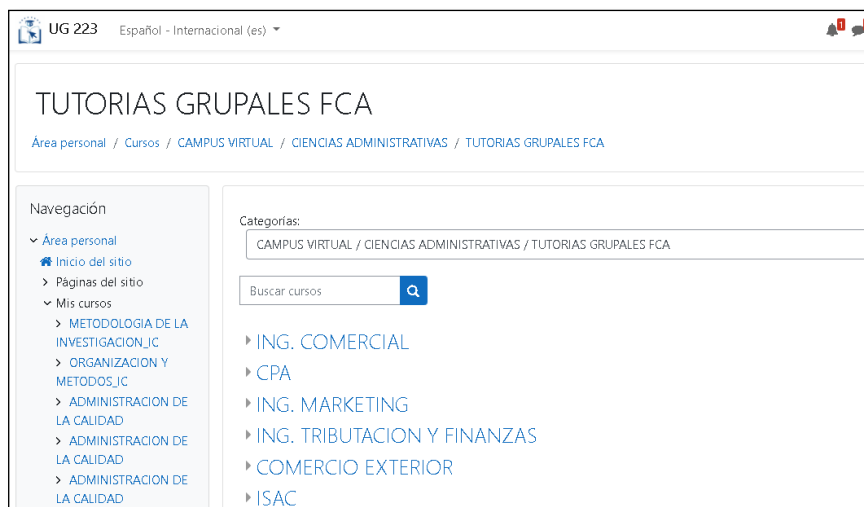 UG 223 Español - Internacional (es)
1
TUTORIAS GRUPALES FCA
Área personal / Cursos / CAMPUS VIRTUAL / CIENCIAS ADMINISTRATIVAS / TUTORIAS GRUPALES FCA
Navegación
Área personal
Inicio del sitio
Páginas del sitio
Mis cursos
METODOLOGIA DE LA
INVESTIGACION_IC
ORGANIZACION Y
METODOS_IC
ADMINISTRACION DE
LA CALIDAD
ADMINISTRACION DE
LA CALIDAD
ADMINISTRACION DE
LA CALIDAD
Categorías:
CAMPUS VIRTUAL / CIENCIAS ADMINISTRATIVAS / TUTORIAS GRUPALES FCA
Buscar cursos
ING. COMERCIAL
CPA
ING. MARKETING
ING. TRIBUTACION Y FINANZAS
COMERCIO EXTERIOR
ISAC